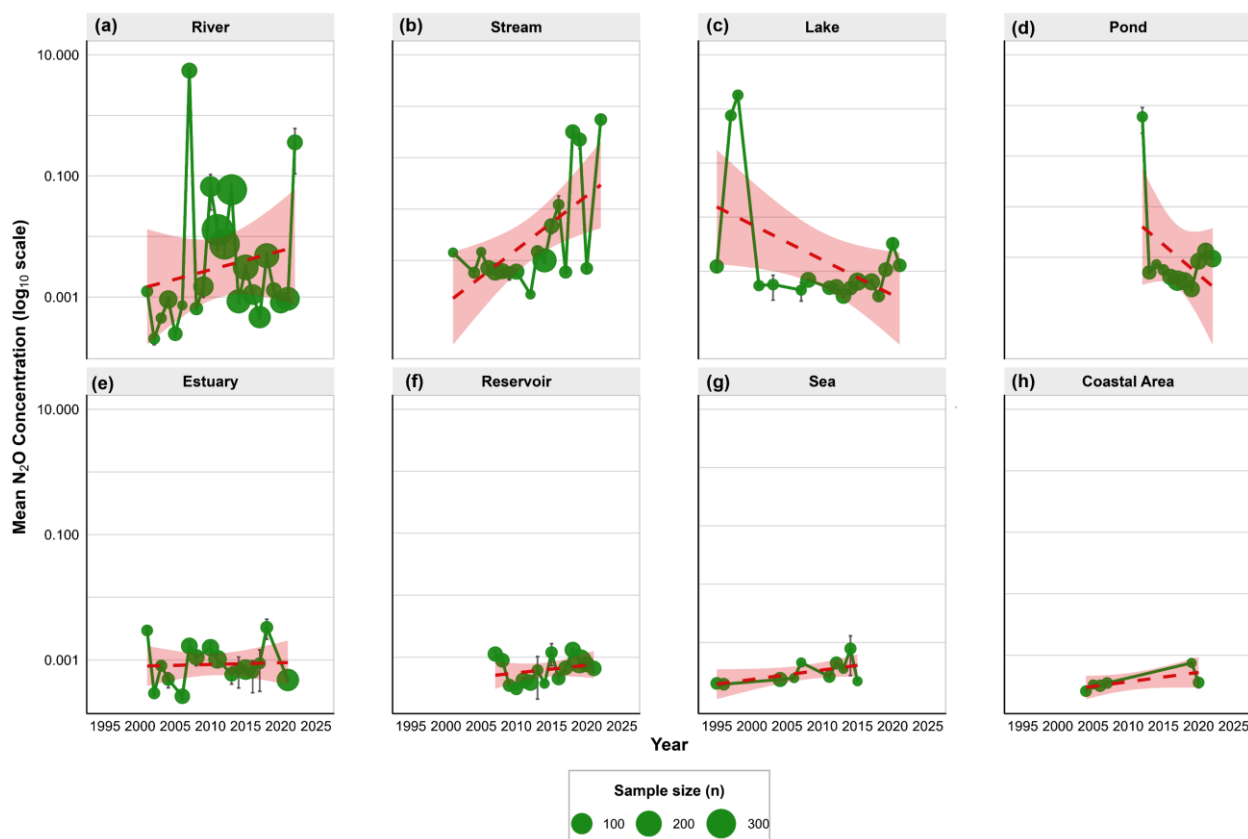 (a) River
(b) Stream
(c) Lake
(d) Pond
10.000
0.100
0.001
(e) Estuary
(f) Reservoir
(g) Sea
(h) Coastal Area
10.000
0.100
0.001
Mean N₂O Concentration (log₁₀ scale)
1995 2000 2005 2010 2015 2020 2025
1995 2000 2005 2010 2015 2020 2025
1995 2000 2005 2010 2015 2020 2025
1995 2000 2005 2010 2015 2020 2025
Year
Sample size (n)
100 200 300